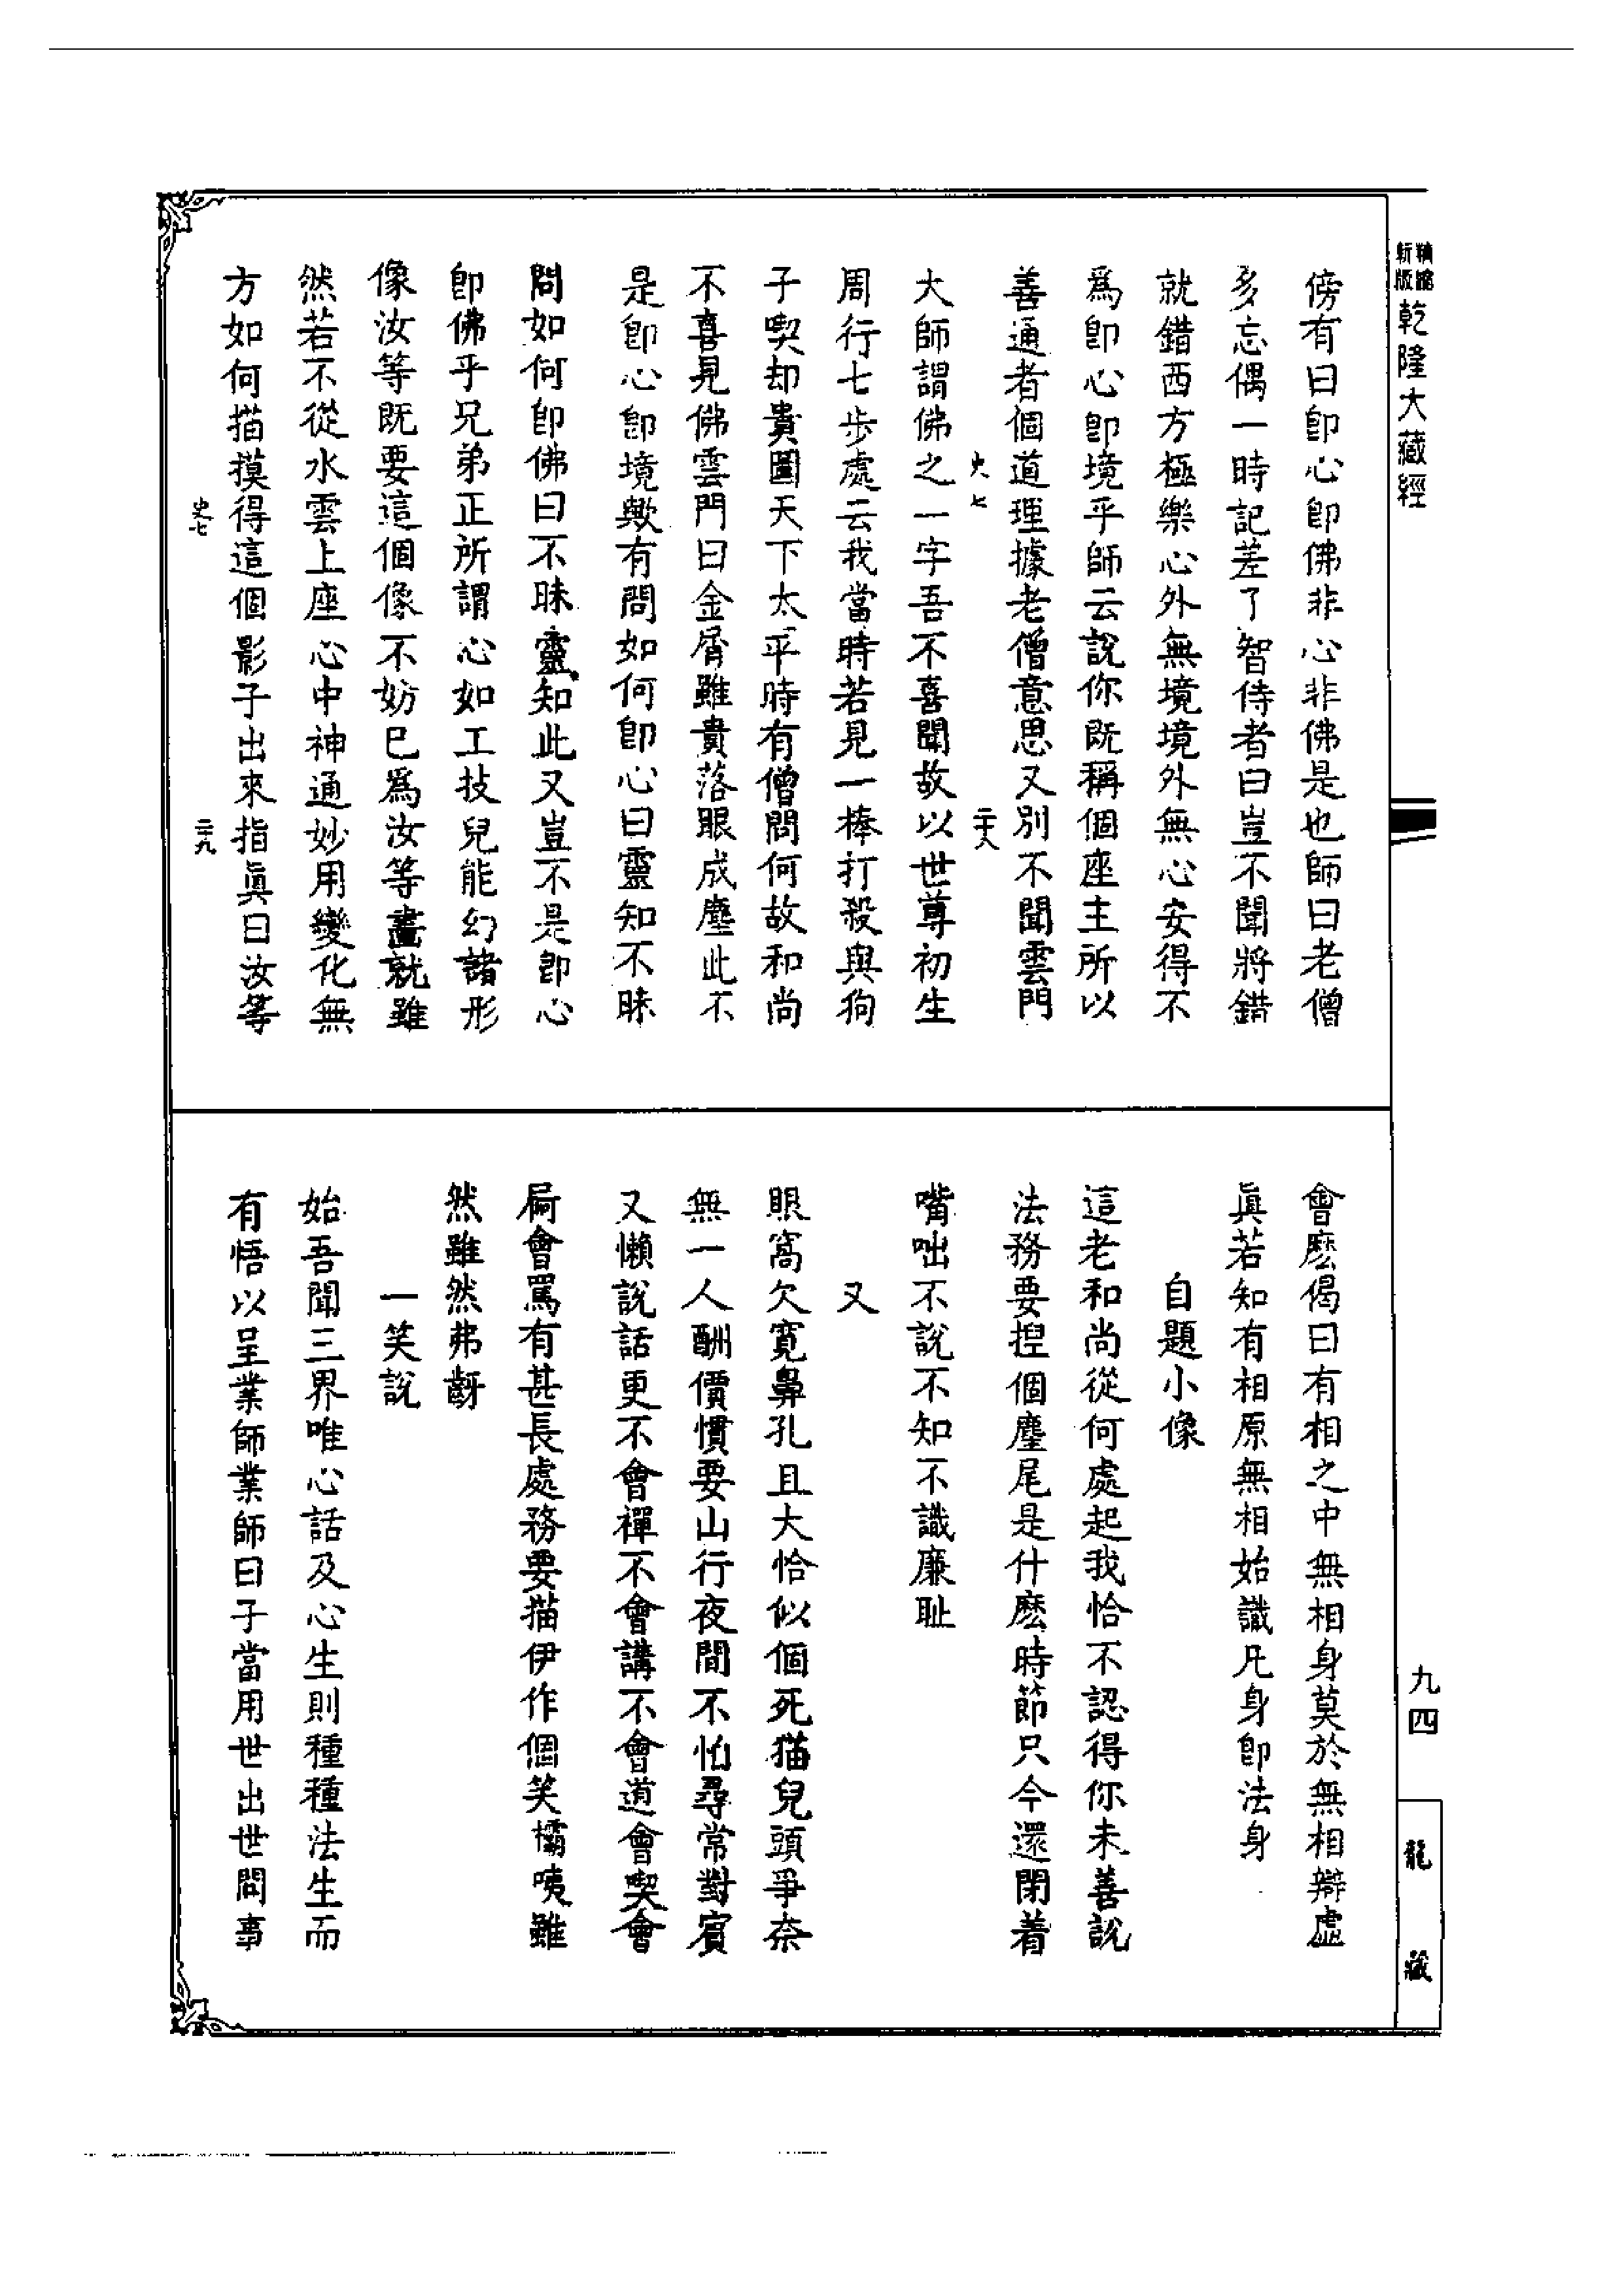 精縮
新版
乾隆大藏經
傍有曰卽心卽佛非心非佛是也師曰老僧
多忘偶一時記差了智侍者曰豈不聞將錯
就錯西方極樂心外無境境外無心安得不
爲卽心卽境乎師云說你既稱個座主所以
善通者個道理據老僧意思又別不聞雲門
史七
二十八
大師謂佛之一字吾不喜聞故以世尊初生
周行七步處云我當時若見一棒打殺與狗
子喫却貴圖天下太平時有僧問何故和尚
不喜見佛雲門曰金屑雖貴落眼成塵此不
是卽心卽境歟有問如何卽心曰靈知不昧
問如何卽佛曰不昧靈知此又豈不是卽心
卽佛乎兄弟正所謂心如工技兒能幻諸形
像汝等既要這個像不妨已爲汝等畫就雖
然若不從水雲上座心中神通妙用變化無
方如何描摸得這個影子出來指眞曰汝等
史七
二十九
會麽偈曰有相之中無相身莫於無相辯虛
眞若知有相原無相始識凡身卽法身
自題小像
這老和尚從何處起我恰不認得你未善說
法務要捏個麈尾是什麽時節只今還閉着
嘴咄不說不知不識廉耻
又
眼窩欠寬鼻孔且大恰似個死猫兒頭爭奈
無一人酬價慣要山行夜間不怕尋常對賓
又懶說話更不會禪不會講不會道會喫會
屙會罵有甚長處務要描伊作個笑欛咦雖
然雖然弗訝
一笑說
始吾聞三界唯心話及心生則種種法生而
有悟以呈業師業師曰子當用世出世間事
九四
龍藏